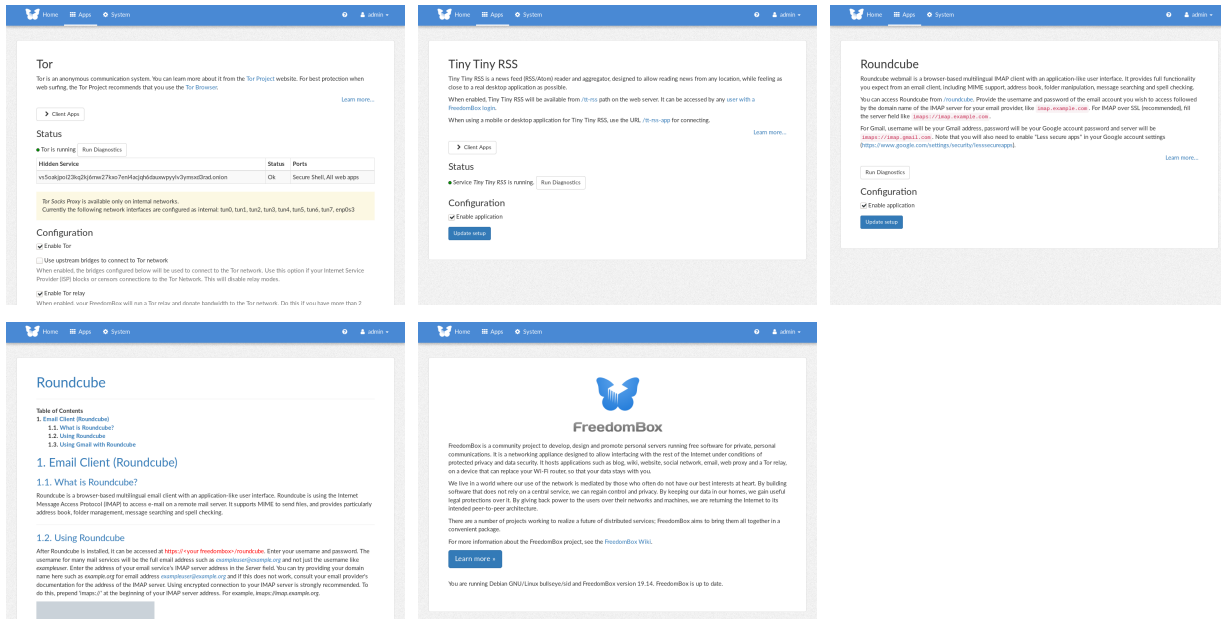 Home Apps System admin
Tor
Tor is an anonymous communication system. You can learn more about it from the Tor Project website. For best protection when
web surfing, the Tor Project recommends that you use the Tor Browser.
Learn more...
Client Apps
Status
Tor is running Run Diagnostics
Hidden Service Status Ports
Ok Secure Shell, All web apps
Tor Socks Proxy is available only on internal networks.
Currently the following network interfaces are configured as internal: tun0, tun1, tun2, tun3, tun4, tun5, tun6, tun7, enp0s3
Configuration
Enable Tor
Use upstream bridges to connect to Tor network
When enabled, the bridges configured below will be used to connect to the Tor network. Use this option if your Internet Service
Provider (ISP) blocks or censors connections to the Tor Network. This will disable relay modes.
Enable Tor relay
When enabled, your FreedomBox will run a Tor relay and donate bandwidth to the Tor network. Do this if you have more than 2
Home Apps System admin
Tiny Tiny RSS
Tiny Tiny RSS is a news feed (RSS/Atom) reader and aggregator, designed to allow reading news from any location, while feeling as
close to a real desktop application as possible.
When enabled, Tiny Tiny RSS will be available from /tt-rss path on the web server. It can be accessed by any user with a
FreedomBox login.
When using a mobile or desktop application for Tiny Tiny RSS, use the URL /tt-rss-app for connecting.
Learn more...
Client Apps
Status
Service Tiny Tiny RSS is running. Run Diagnostics
Configuration
Enable application
Update setup
Home Apps System admin
Roundcube
Roundcube webmail is a browser-based multilingual IMAP client with an application-like user interface. It provides full functionality
you expect from an email client, including MIME support, address book, folder manipulation, message searching and spell checking.
You can access Roundcube from /roundcube. Provide the username and password of the email account you wish to access followed
by the domain name of the IMAP server for your email provider, like imap.example.com. For IMAP over SSL (recommended), fill
the server field like imaps://imap.example.com.
For Gmail, username will be your Gmail address, password will be your Google account password and server will be
imaps://imap.gmail.com. Note that you will also need to enable "Less secure apps" in your Google account settings
(https://www.google.com/settings/security/lesssecureapps).
Learn more...
Run Diagnostics
Configuration
Enable application
Update setup
Home Apps System admin
Roundcube
Table of Contents
1. Email Client (Roundcube)
1.1. What is Roundcube?
1.2. Using Roundcube
1.3. Using Gmail with Roundcube
1. Email Client (Roundcube)
1.1. What is Roundcube?
Roundcube is a browser-based multilingual email client with an application-like user interface. Roundcube is using the Internet
Message Access Protocol (IMAP) to access e-mail on a remote mail server. It supports MIME to send files, and provides particularly
address book, folder management, message searching and spell checking.
1.2. Using Roundcube
After Roundcube is installed, it can be accessed at https://<your freedombox>/roundcube. Enter your username and password. The
username for many mail services will be the full email address such as exampleuser@example.org and not just the username like
exampleuser. Enter the address of your email service's IMAP server address in the Server field. You can try providing your domain
name here such as example.org for email address exampleuser@example.org and if this does not work, consult your email provider's
documentation for the address of the IMAP server. Using encrypted connection to your IMAP server is strongly recommended. To
do this, prepend 'imaps://' at the beginning of your IMAP server address. For example, imaps://imap.example.org.
Home Apps System admin
FreedomBox
FreedomBox is a community project to develop, design and promote personal servers running free software for private, personal
communications. It is a networking appliance designed to allow interfacing with the rest of the Internet under conditions of
protected privacy and data security. It hosts applications such as blog, wiki, website, social network, email, web proxy and a Tor relay,
on a device that can replace your Wi-Fi router, so that your data stays with you.
We live in a world where our use of the network is mediated by those who often do not have our best interests at heart. By building
software that does not rely on a central service, we can regain control and privacy. By keeping our data in our homes, we gain useful
legal protections over it. By giving back power to the users over their networks and machines, we are returning the Internet to its
intended peer-to-peer architecture.
There are a number of projects working to realize a future of distributed services; FreedomBox aims to bring them all together in a
convenient package.
For more information about the FreedomBox project, see the FreedomBox Wiki.
Learn more »
You are running Debian GNU/Linux bullseye/sid and FreedomBox version 19.14. FreedomBox is up to date.